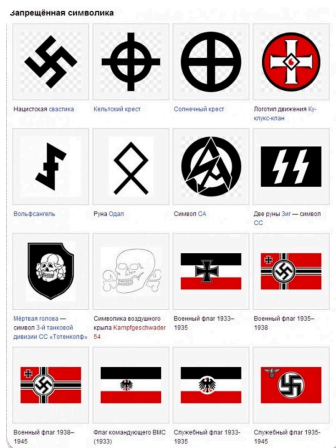 Запрещённая символика
Нацистская свастика
Кельтский крест
Солнечный крест
Логотип движения Ку-
клукс-клан
Вольфсангель
Руна Одал
Символ СА
Две руны Зиг — символ
СС
Мёртвая голова —
символ 3-й танковой
дивизии СС «Тотенкопф»
Символика воздушного
крыла Kampfgeschwader
54
Военный флаг 1933–
1935
Военный флаг 1935–
1938
Военный флаг 1938–
1945
Флаг командующего ВМС
(1933)
Служебный флаг 1933-
1935
Служебный флаг 1935-
1945